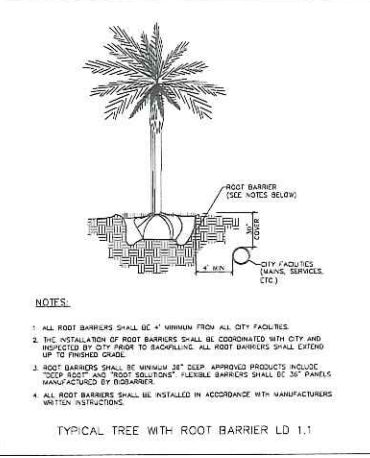 ROOT BARRIER
(SEE NOTES BELOW)
COVER
4' MIN
CITY FACILITIES
(MAINS, SERVICES,
ETC.)
NOTES:
1. ALL ROOT BARRIERS SHALL BE 4' MINIMUM FROM ALL CITY FACILITIES.
2. THE INSTALLATION OF ROOT BARRIERS SHALL BE COORDINATED WITH CITY AND
INSPECTED BY CITY PRIOR TO BACKFILLING. ALL ROOT BARRIERS SHALL EXTEND
UP TO FINISHED GRADE.
3. ROOT BARRIERS SHALL BE MINIMUM 36" DEEP. APPROVED PRODUCTS INCLUDE
"DEEP ROOT" AND "ROOT SOLUTIONS". FLEXIBLE BARRIERS SHALL BE 36" PANELS
MANUFACTURED BY BIOBARRIER.
4. ALL ROOT BARRIERS SHALL BE INSTALLED IN ACCORDANCE WITH MANUFACTURERS
WRITTEN INSTRUCTIONS.
TYPICAL TREE WITH ROOT BARRIER LD 1.1